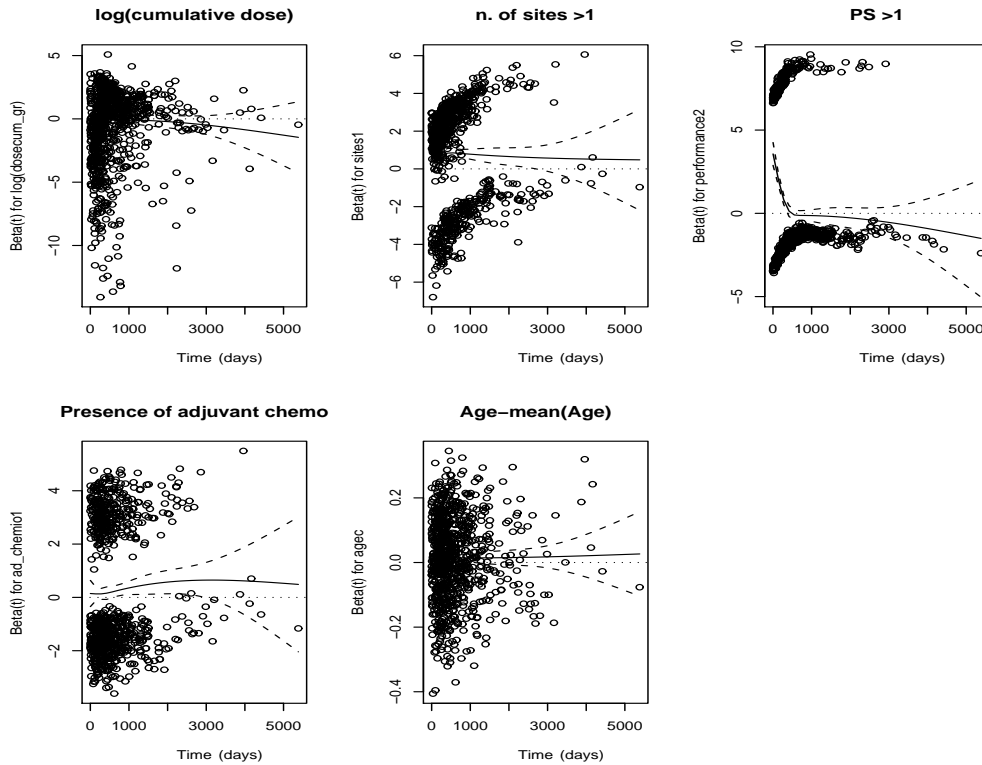 log(cumulative dose)
Beta(t) for log(dosecum_gr)
5
0
−5
−10
0 1000 3000 5000
Time (days)
n. of sites >1
Beta(t) for sites1
6
4
2
0
−2
−4
−6
0 1000 3000 5000
Time (days)
PS >1
Beta(t) for performance2
10
5
0
−5
0 1000 3000 5000
Time (days)
Presence of adjuvant chemo
Beta(t) for ad_chemio1
4
2
0
−2
0 1000 3000 5000
Time (days)
Age−mean(Age)
Beta(t) for agec
0.2
0.0
−0.2
−0.4
0 1000 3000 5000
Time (days)